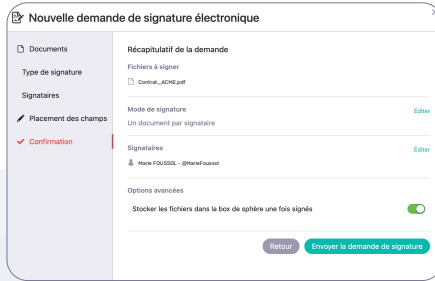 Nouvelle demande de signature électronique
Documents
Type de signature
Signataires
Placement des champs
Confirmation
Récapitulatif de la demande
Fichiers à signer
Contrat_ACME.pdf
Mode de signature
Éditer
Un document par signataire
Signataires
Éditer
Marie FOUSSOL - @MarieFoussol
Options avancées
Stocker les fichiers dans la box de sphère une fois signés
Retour
Envoyer la demande de signature